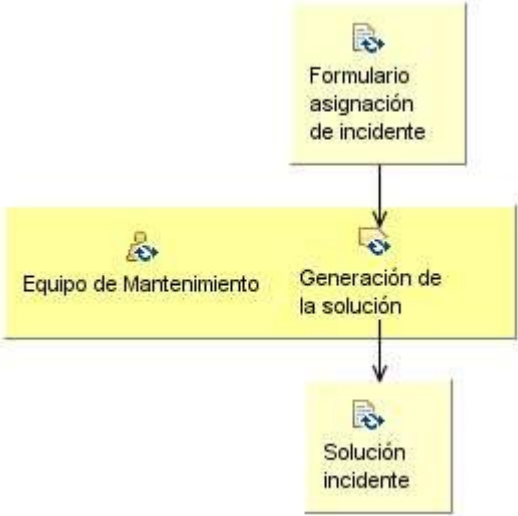 Formulario
asignación
de incidente
Equipo de Mantenimiento
Generación de
la solución
Solución
incidente